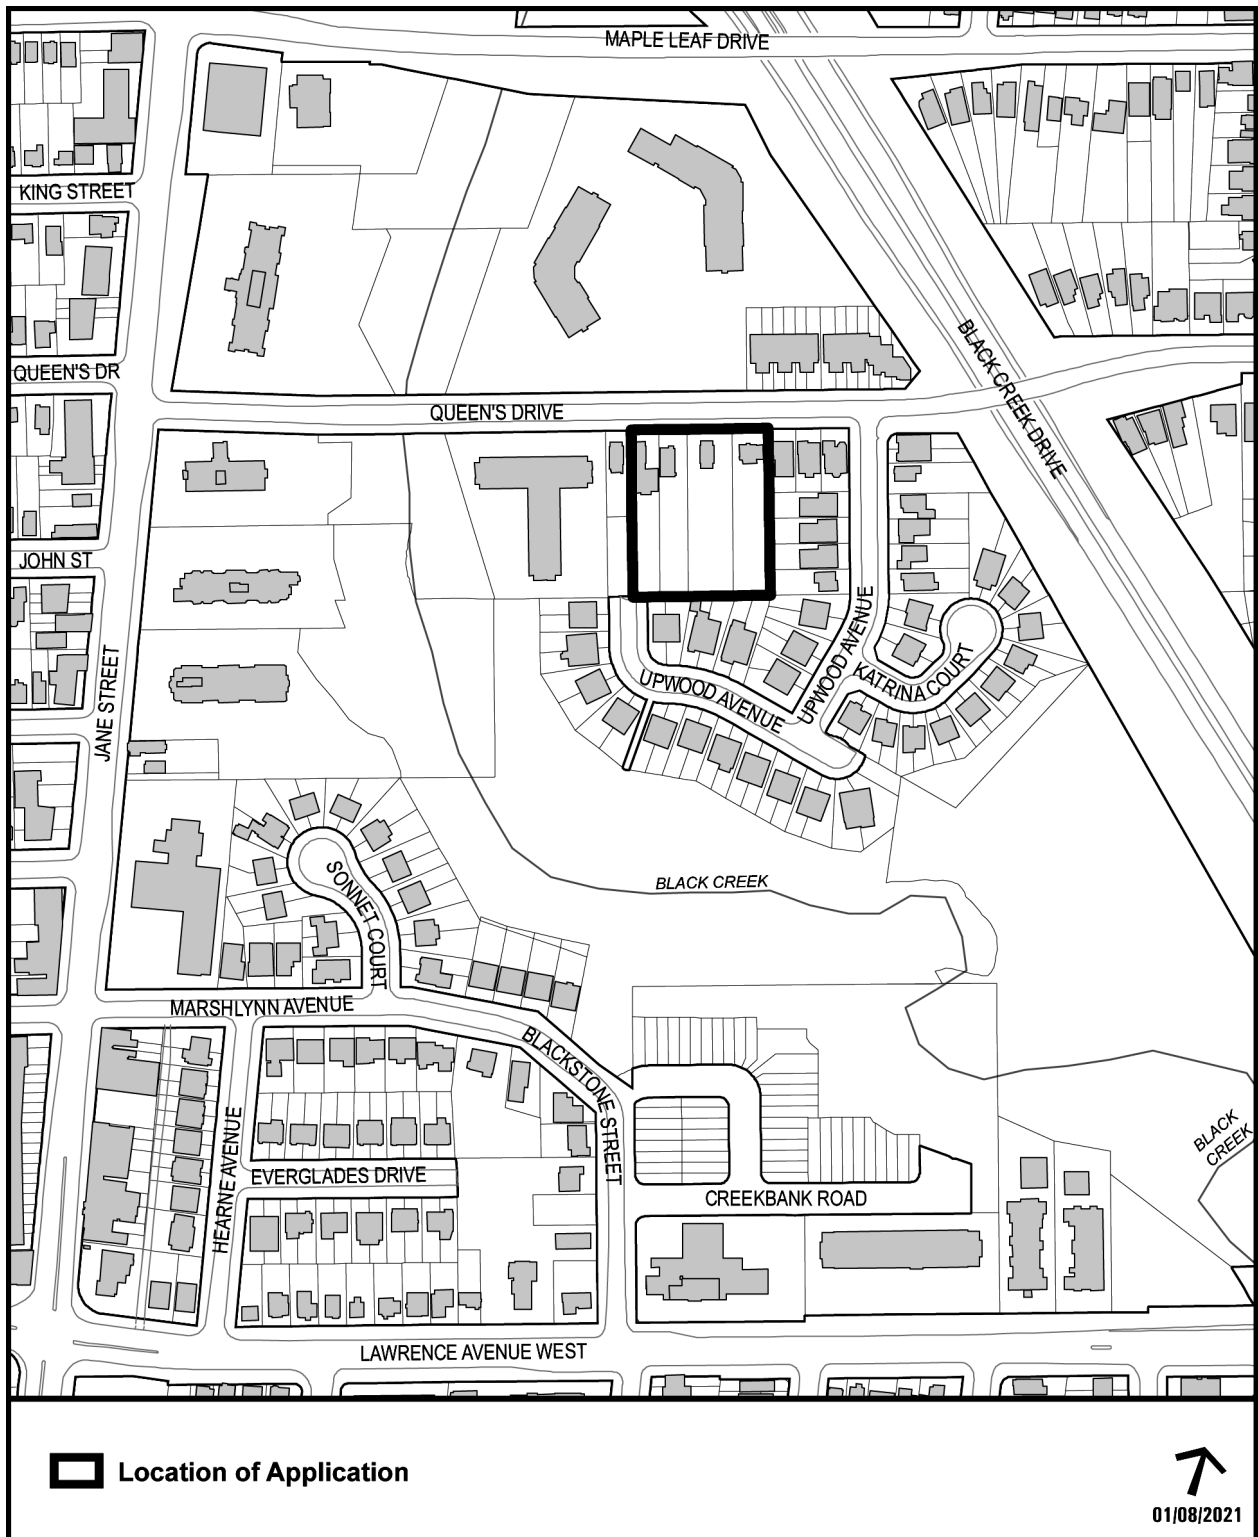 MAPLE LEAF DRIVE
KING STREET
QUEEN'S DR
BLACK CREEK DRIVE
QUEEN'S DRIVE
JOHN ST
JANE STREET
UPWOOD AVENUE
UPWOOD AVENUE
KATRINA COURT
SONNET COURT
BLACK CREEK
MARSHLYNN AVENUE
BLACKSTONE STREET
HEARNE AVENUE
EVERGLADES DRIVE
BLACK
CREEK
CREEKBANK ROAD
LAWRENCE AVENUE WEST
Location of Application
01/08/2021